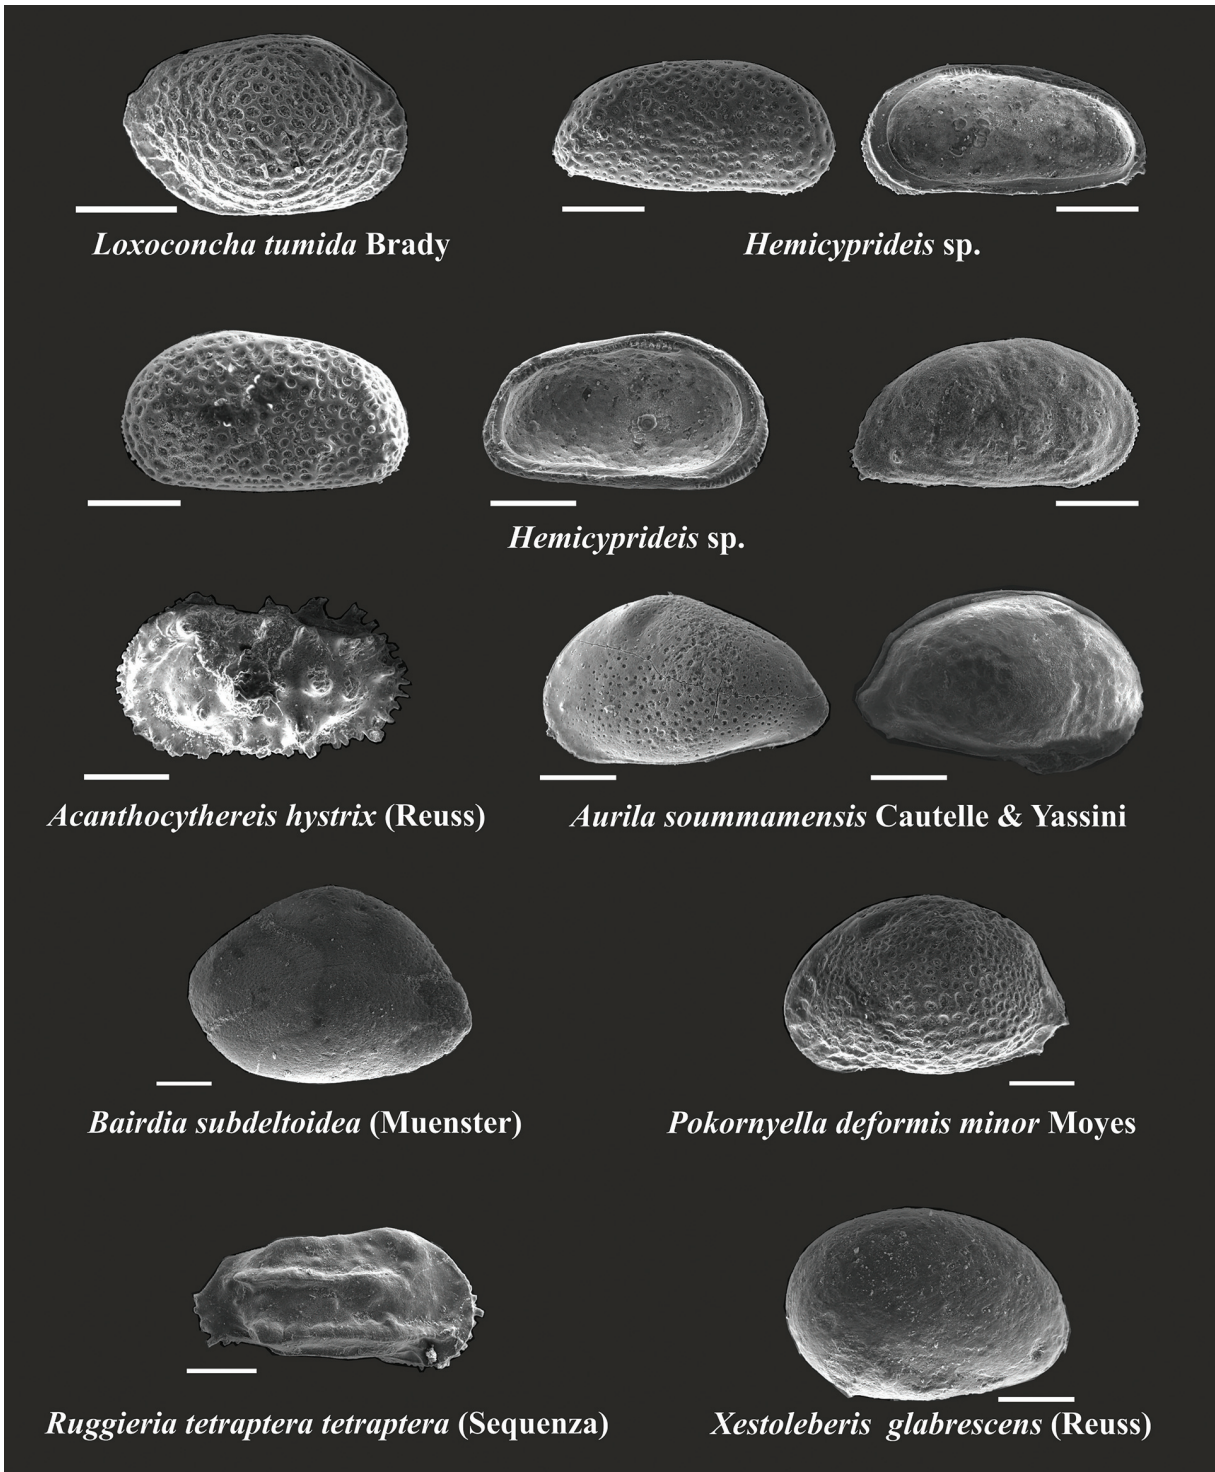 Loxoconcha tumida Brady
Hemicyprideis sp.
Hemicyprideis sp.
Acanthocythereis hystrix (Reuss)
Aurila soummamensis Cautelle & Yassini
Bairdia subdeltoidea (Muenster)
Pokornyella deformis minor Moyes
Ruggieria tetraptera tetraptera (Sequenza)
Xestoleberis glabrescens (Reuss)